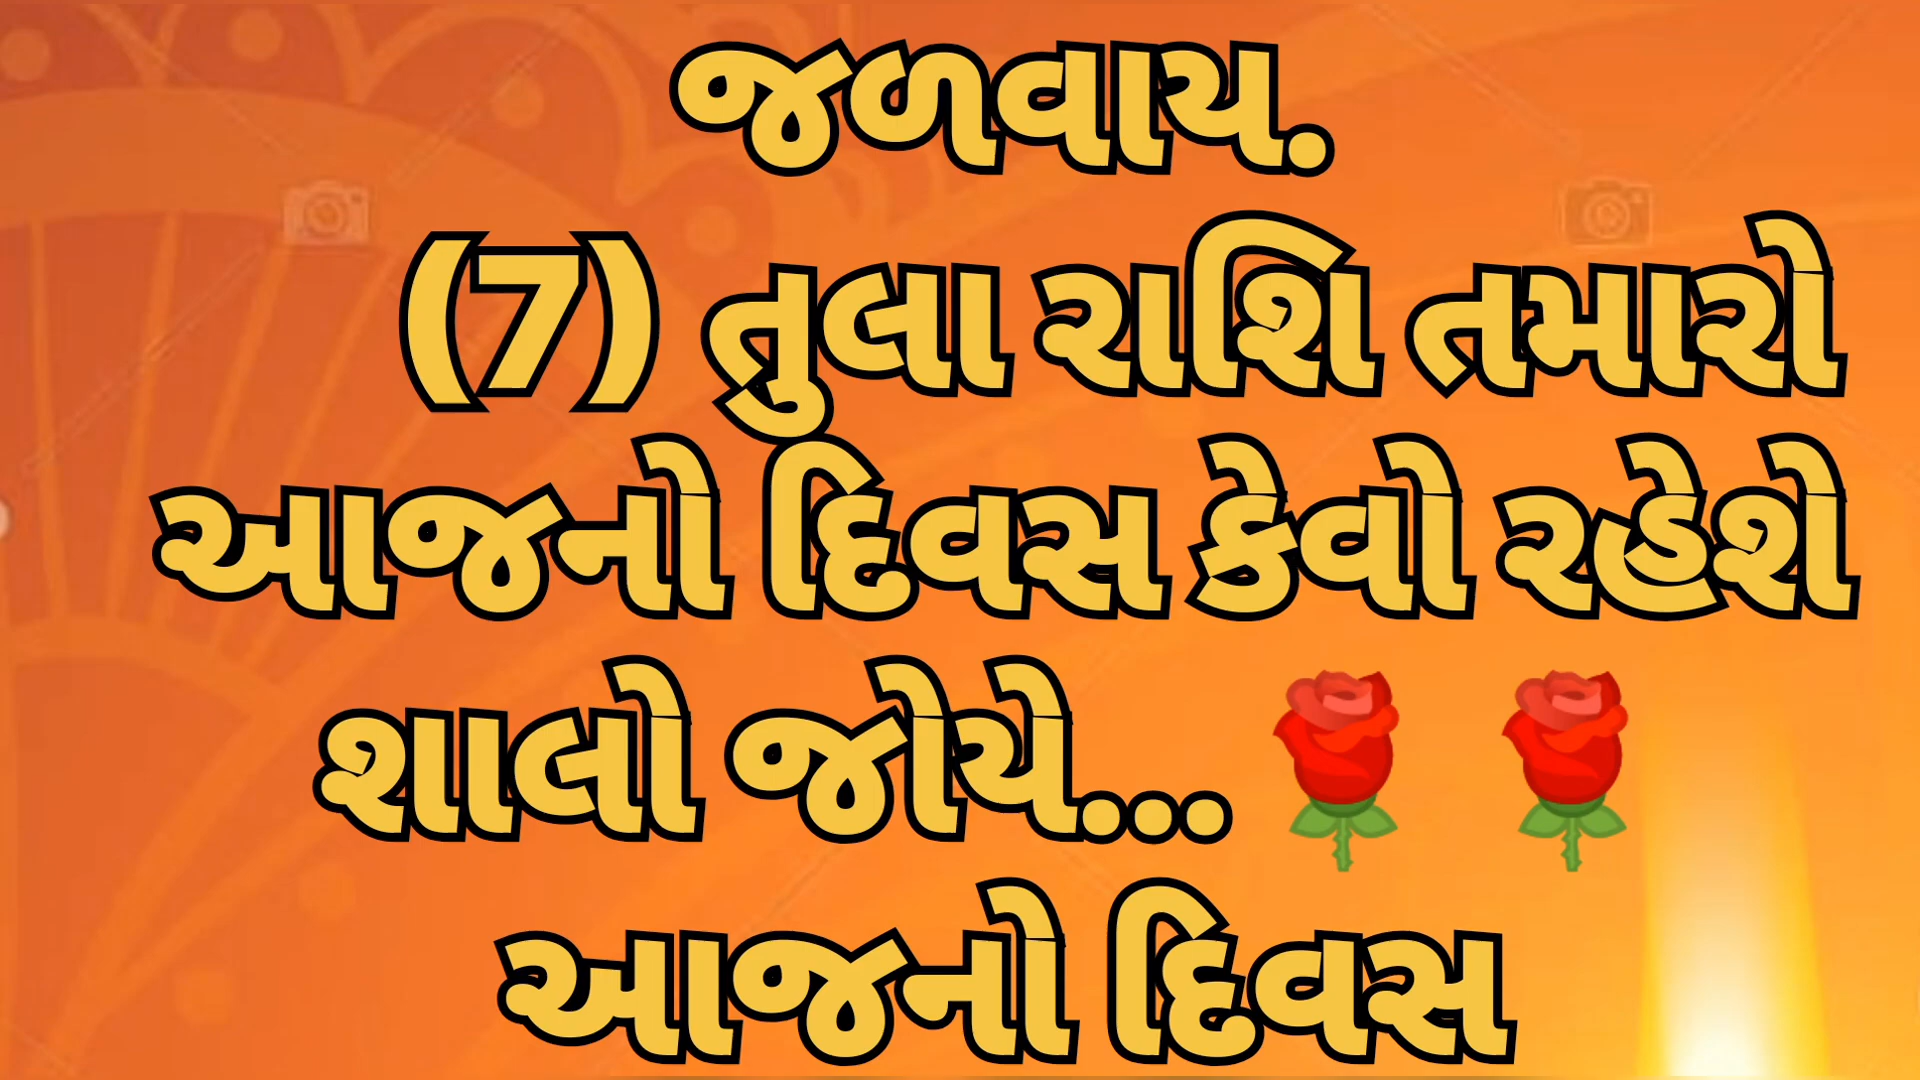 જળવાય.
(7) તુલા રાશિ તમારો
આજનો દિવસ કેવો રહેશે
શાલો જોયે...🌹 🌹
આજનો દિવસ